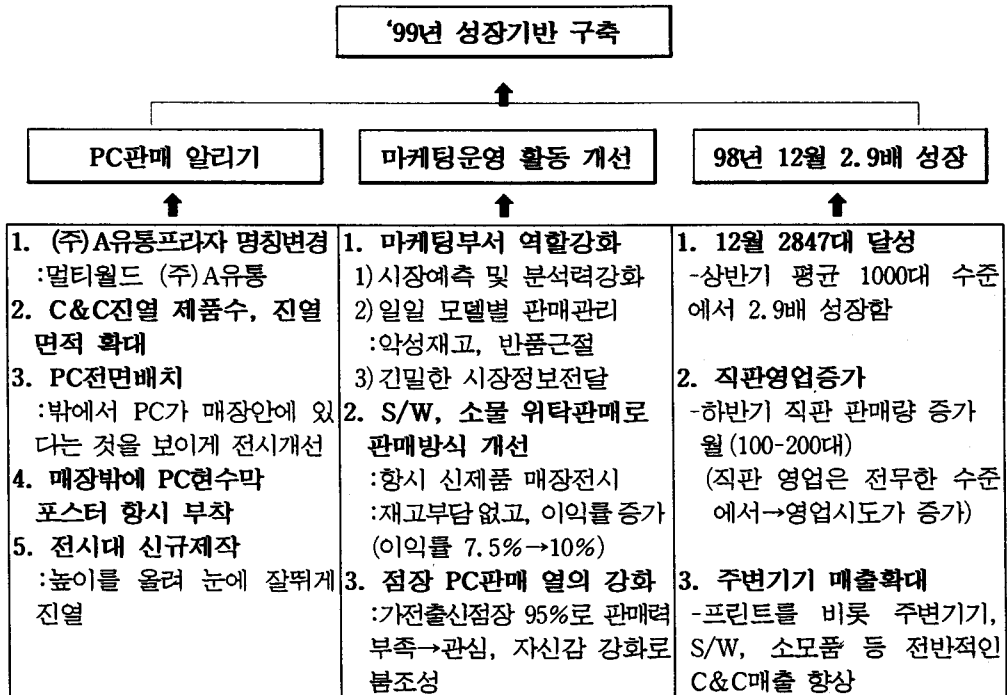 '99년 성장기반 구축
PC판매 알리기
마케팅운영 활동 개선
98년 12월 2.9배 성장
1. (주)A유통프라자 명칭변경
:멀티월드 (주)A유통
2. C&C진열 제품수, 진열
면적 확대
3. PC전면배치
:밖에서 PC가 매장안에 있
다는 것을 보이게 전시개선
4. 매장밖에 PC현수막
포스터 항시 부착
5. 전시대 신규제작
:높이를 올려 눈에 잘뛰게
진열
1. 마케팅부서 역할강화
1)시장예측 및 분석력강화
2)일일 모델별 판매관리
:악성재고, 반품근절
3)긴밀한 시장정보전달
2. S/W, 소물 위탁판매로
판매방식 개선
:항시 신제품 매장전시
:재고부담없고, 이익률증가
(이익률 7.5%→10%)
3. 점장 PC판매 열의 강화
:가전출신점장 95%로 판매력
부족→관심, 자신감 강화로
붐조성
1. 12월 2847대 달성
-상반기 평균 1000대 수준
에서 2.9배 성장함
2. 직판영업증가
-하반기 직판 판매량 증가
월(100-200대)
(직판 영업은 전무한 수준
에서→영업시도가 증가)
3. 주변기기 매출확대
-프린트를 비롯 주변기기,
S/W, 소모품 등 전반적인
C&C매출 향상